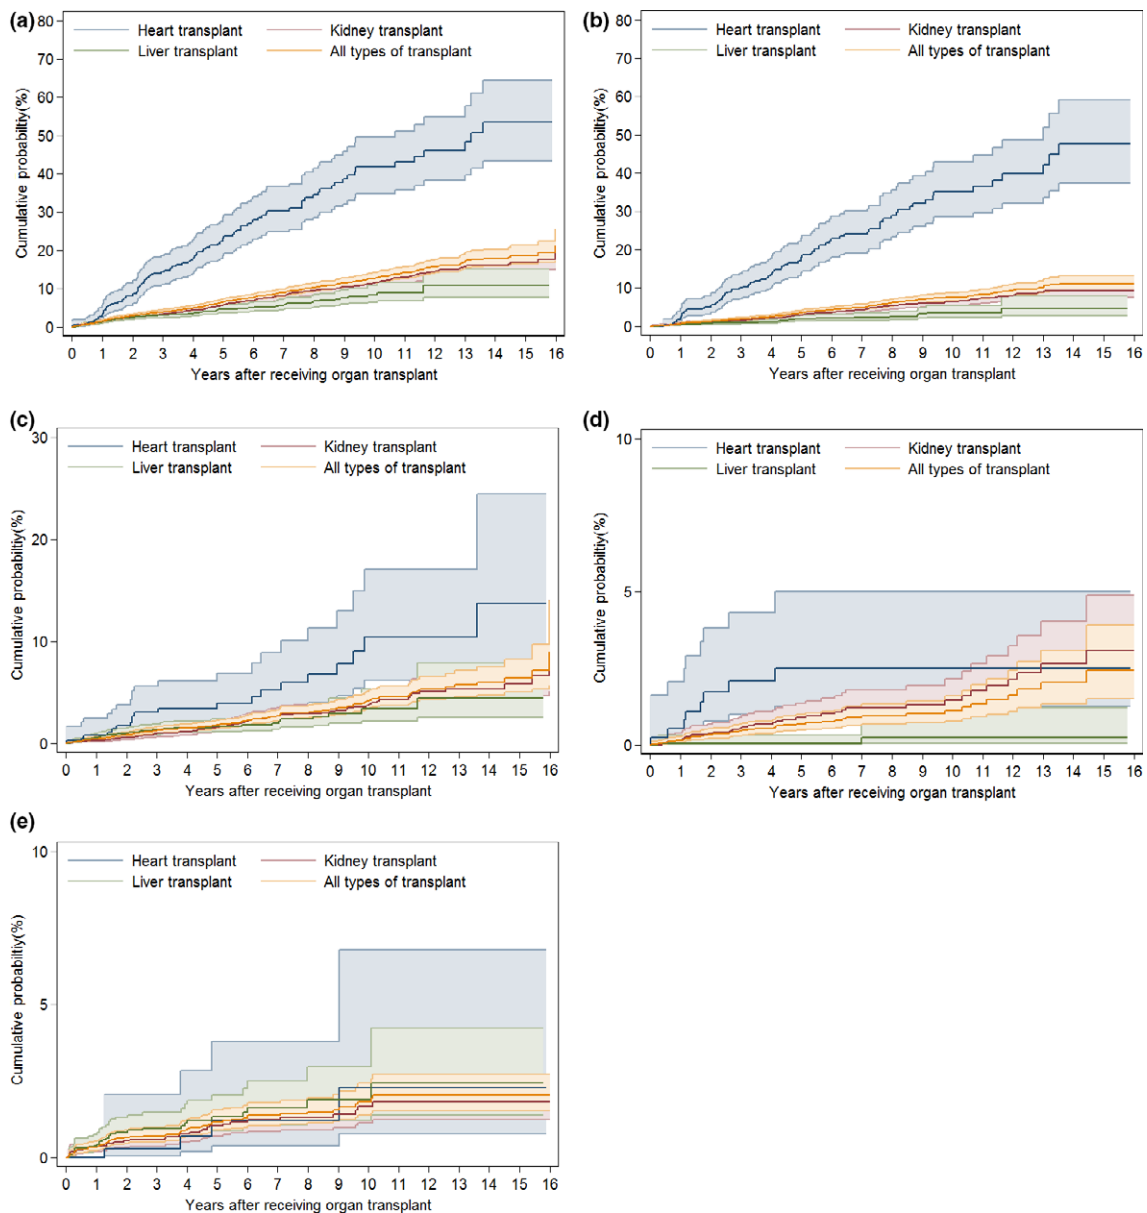 (a)
Cumulative probabiltiy(%)
Heart transplant Kidney transplant
Liver transplant All types of transplant
80
70
60
50
40
30
20
10
0
0 1 2 3 4 5 6 7 8 9 10 11 12 13 14 15 16
Years after receiving organ transplant
(b)
Cumulative probabiltiy(%)
Heart transplant Kidney transplant
Liver transplant All types of transplant
80
70
60
50
40
30
20
10
0
0 1 2 3 4 5 6 7 8 9 10 11 12 13 14 15 16
Years after receiving organ transplant
(c)
Cumulative probabiltiy(%)
Heart transplant Kidney transplant
Liver transplant All types of transplant
30
20
10
0
0 1 2 3 4 5 6 7 8 9 10 11 12 13 14 15 16
Years after receiving organ transplant
(d)
Cumulative probabiltiy(%)
Heart transplant Kidney transplant
Liver transplant All types of transplant
10
5
0
0 1 2 3 4 5 6 7 8 9 10 11 12 13 14 15 16
Years after receiving organ transplant
(e)
Cumulative probabiltiy(%)
Heart transplant Kidney transplant
Liver transplant All types of transplant
10
5
0
0 1 2 3 4 5 6 7 8 9 10 11 12 13 14 15 16
Years after receiving organ transplant